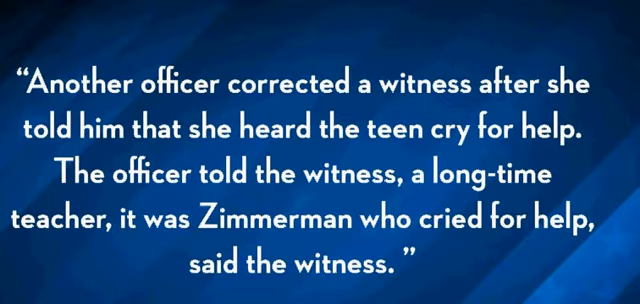 “Another officer corrected a witness after she
told him that she heard the teen cry for help.
The officer told the witness, a long-time
teacher, it was Zimmerman who cried for help,
said the witness. ”